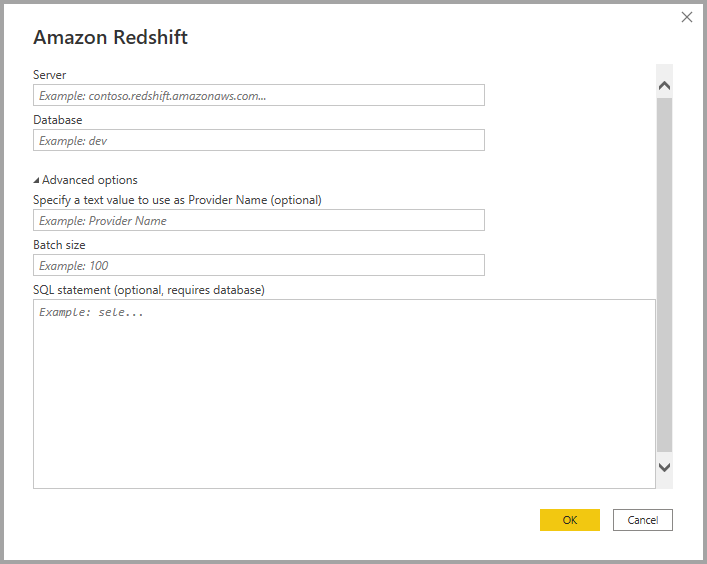 Amazon Redshift
Server
Example: contoso.redshift.amazonaws.com...
Database
Example: dev
Advanced options
Specify a text value to use as Provider Name (optional)
Example: Provider Name
Batch size
Example: 100
SQL statement (optional, requires database)
Example: sele...
OK
Cancel